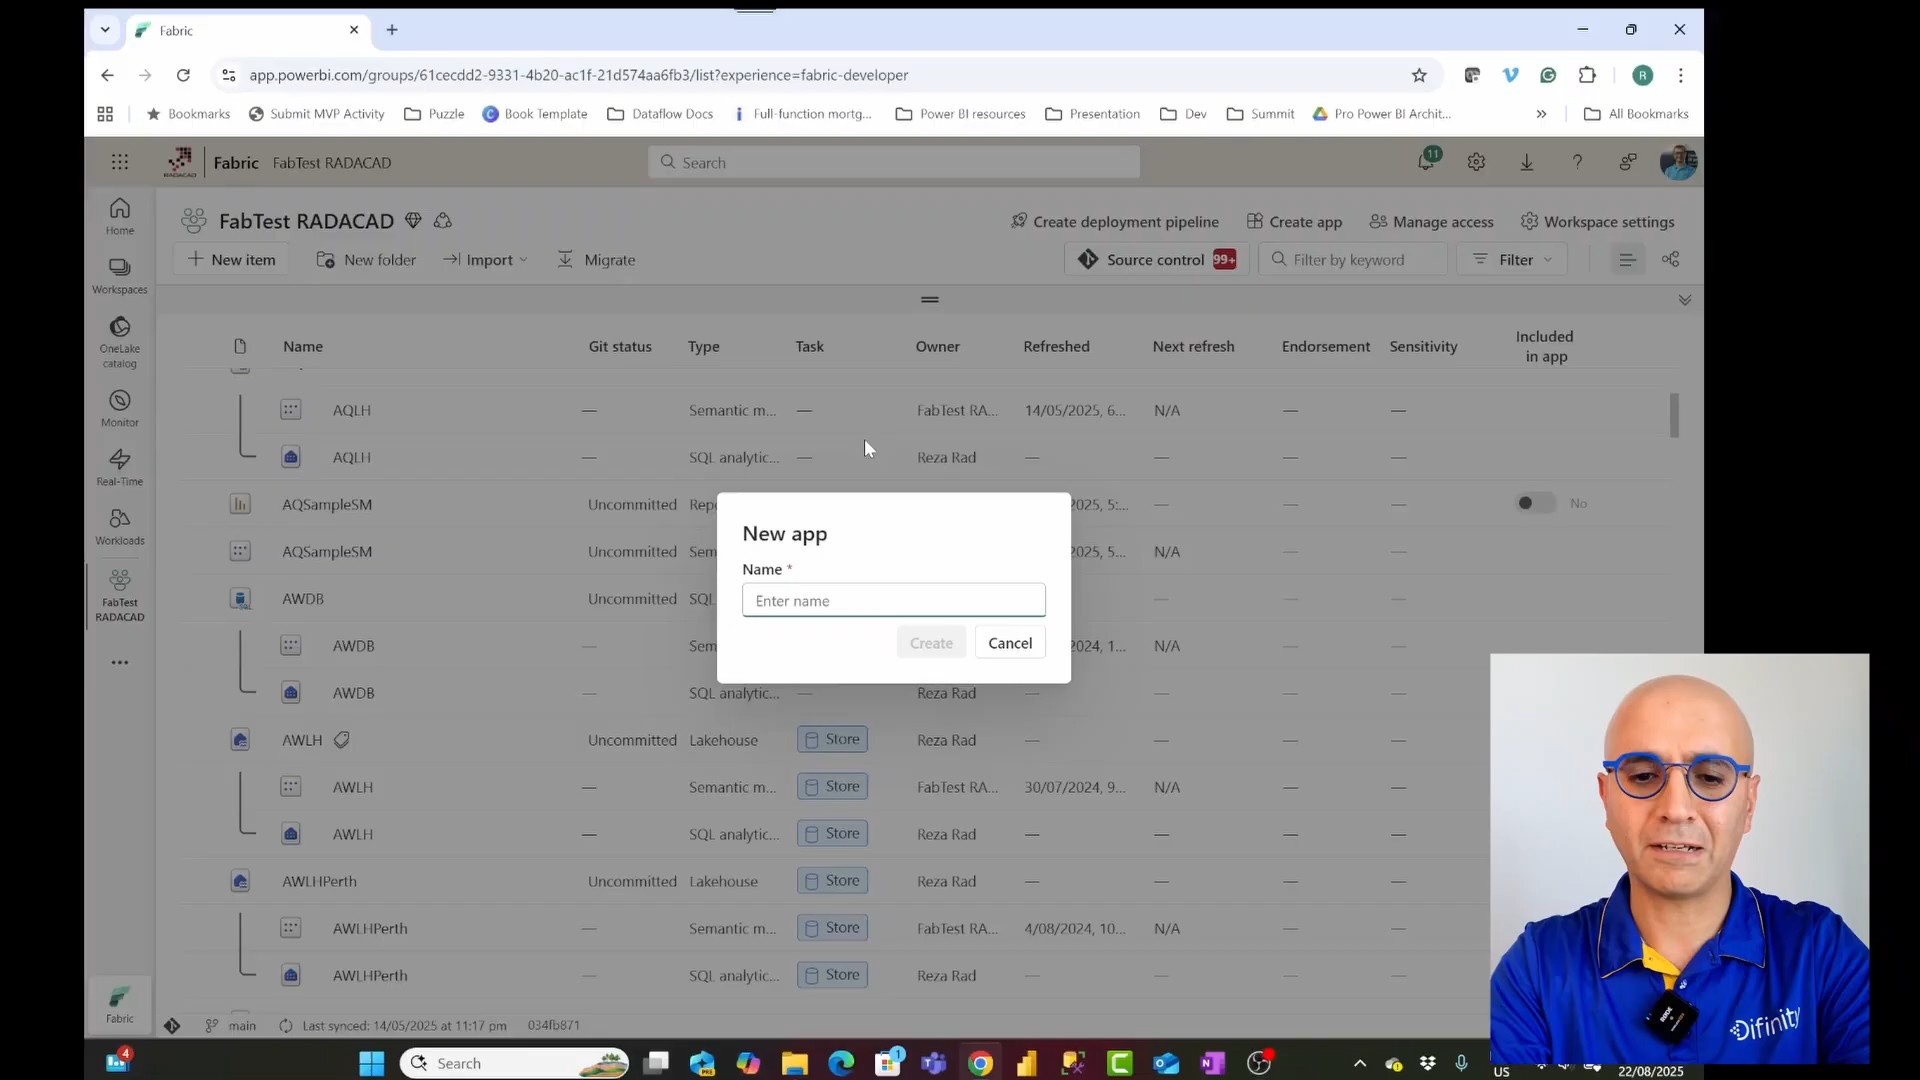 Fabric
app.powerbi.com/groups/61cecdd2-9331-4b20-ac1f-21d574aa6fb3/list?experience=fabric-developer
R
Bookmarks Submit MVP Activity Puzzle Book Template Dataflow Docs Full-function mortg... Power BI resources Presentation Dev Summit Pro Power BI Archit... All Bookmarks
RADACAD Fabric FabTest RADACAD Search 11
FabTest RADACAD Create deployment pipeline Create app Manage access Workspace settings
New item New folder Import Migrate Source control 99+ Filter by keyword Filter
Home
Workspaces
OneLake
catalog
Monitor
Real-Time
Workloads
FabTest
RADACAD
Fabric
Name Git status Type Task Owner Refreshed Next refresh Endorsement Sensitivity Included
in app
AQLH — Semantic m... — FabTest RA... 14/05/2025, 6... N/A — —
AQLH — SQL analytic... — Reza Rad — — — —
AQSampleSM Uncommitted Repo 2025, 5:... — — — No
AQSampleSM Uncommitted Sem 2025, 5... N/A — —
AWDB Uncommitted SQL — — —
AWDB — Sem 2024, 1... N/A — —
AWDB — SQL analytic... — Reza Rad — — — —
AWLH Uncommitted Lakehouse Store Reza Rad — — — —
AWLH — Semantic m... Store FabTest RA... 30/07/2024, 9... N/A — —
AWLH — SQL analytic... Store Reza Rad — — — —
AWLHPerth Uncommitted Lakehouse Store Reza Rad — — — —
AWLHPerth — Semantic m... Store FabTest RA... 4/08/2024, 10... N/A — —
AWLHPerth — SQL analytic... Store Reza Rad — — — —
New app
Name *
Enter name
Create Cancel
main Last synced: 14/05/2025 at 11:17 pm 034fb871
Difinity
4 Search PRE 1 US
22/08/2025